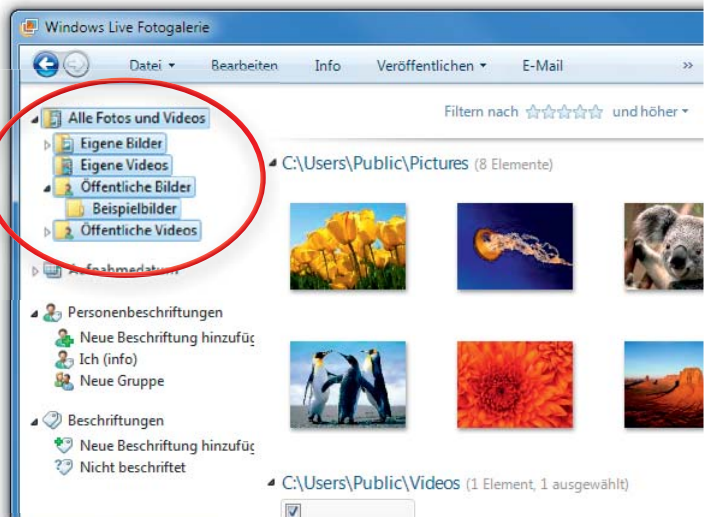 Windows Live Fotogalerie
Datei Bearbeiten Info Veröffentlichen E-Mail »
Filtern nach und höher
Alle Fotos und Videos
Eigene Bilder
Eigene Videos
Öffentliche Bilder
Beispielbilder
Öffentliche Videos
Aufnahmedatum
Personenbeschriftungen
Neue Beschriftung hinzufüg
Ich (info)
Neue Gruppe
Beschriftungen
Neue Beschriftung hinzufüg
Nicht beschriftet
C:\Users\Public\Pictures (8 Elemente)
C:\Users\Public\Videos (1 Element, 1 ausgewählt)